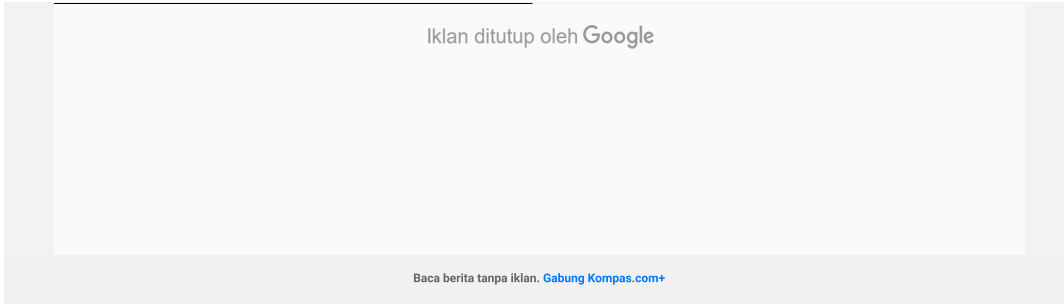 Iklan ditutup oleh Google
Baca berita tanpa iklan. Gabung Kompas.com+